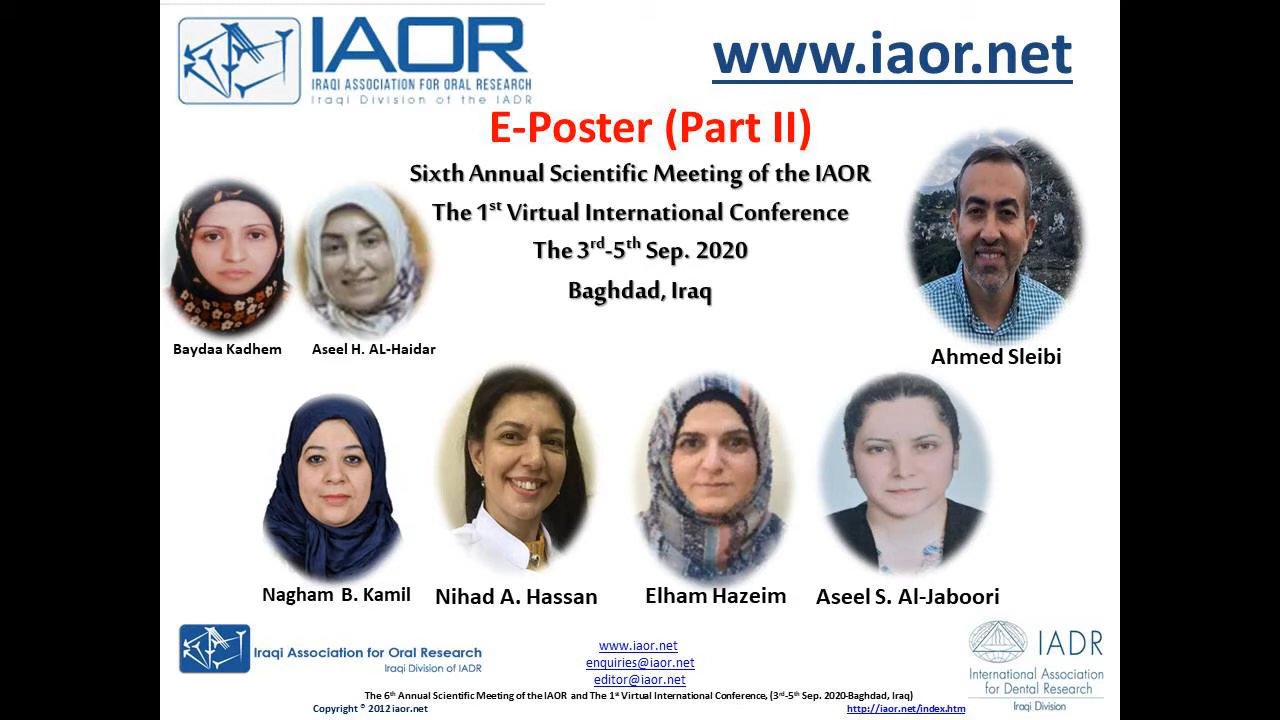 IAOR
IRAQI ASSOCIATION FOR ORAL RESEARCH
Iraqi Division of the IADR
www.iaor.net
E-Poster (Part II)
Sixth Annual Scientific Meeting of the IAOR
The 1st Virtual International Conference
The 3rd-5th Sep. 2020
Baghdad, Iraq
Baydaa Kadhem
Aseel H. AL-Haidar
Ahmed Sleibi
Nagham B. Kamil
Nihad A. Hassan
Elham Hazeim
Aseel S. Al-Jaboori
Iraqi Association for Oral Research
Iraqi Division of IADR
www.iaor.net
enquiries@iaor.net
editor@iaor.net
IADR
International Association
for Dental Research
Iraqi Division
The 6th Annual Scientific Meeting of the IAOR and The 1st Virtual International Conference, (3rd-5th Sep. 2020-Baghdad, Iraq)
Copyright © 2012 iaor.net
http://iaor.net/index.htm